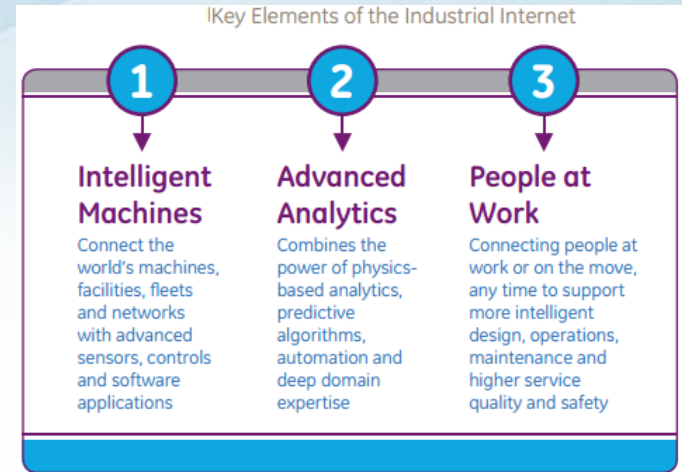 Key Elements of the Industrial Internet
1
2
3
Intelligent
Machines
Connect the
world's machines,
facilities, fleets
and networks
with advanced
sensors, controls
and software
applications
Advanced
Analytics
Combines the
power of physics-
based analytics,
predictive
algorithms,
automation and
deep domain
expertise
People at
Work
Connecting people at
work or on the move,
any time to support
more intelligent
design, operations,
maintenance and
higher service
quality and safety